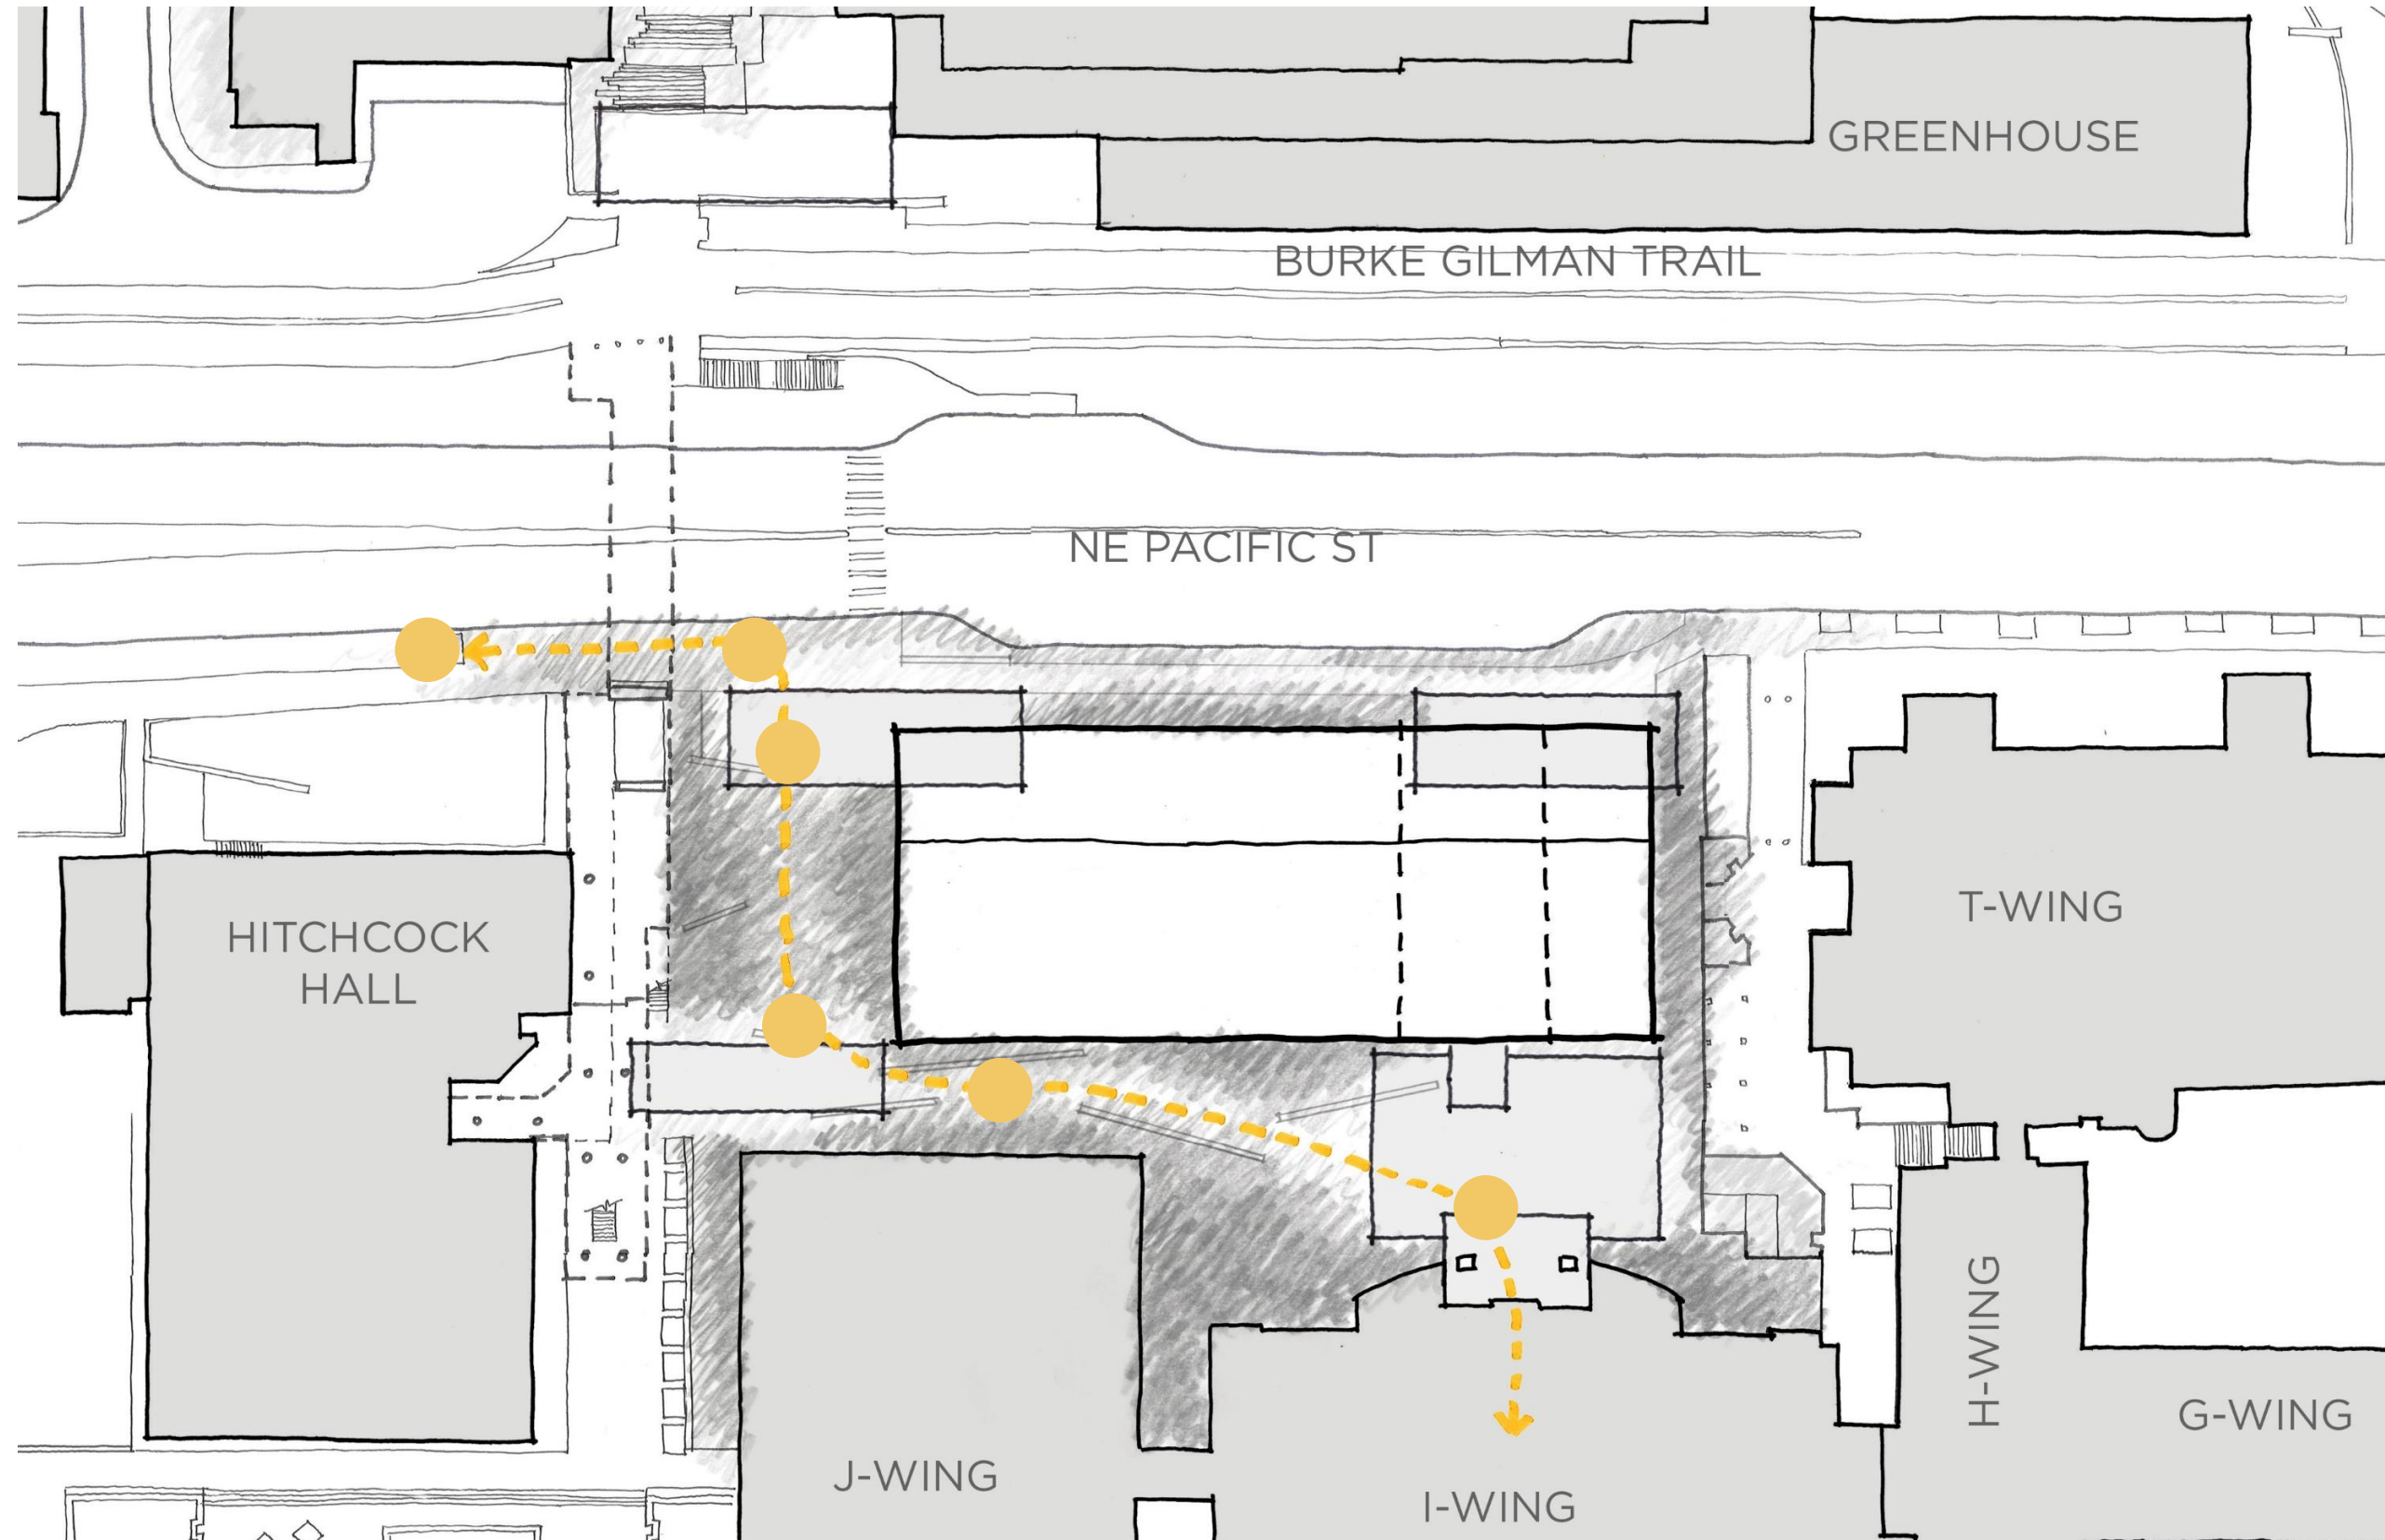 GREENHOUSE
BURKE GILMAN TRAIL
NE PACIFIC ST
HITCHCOCK
HALL
T-WING
H-WING
G-WING
J-WING
I-WING